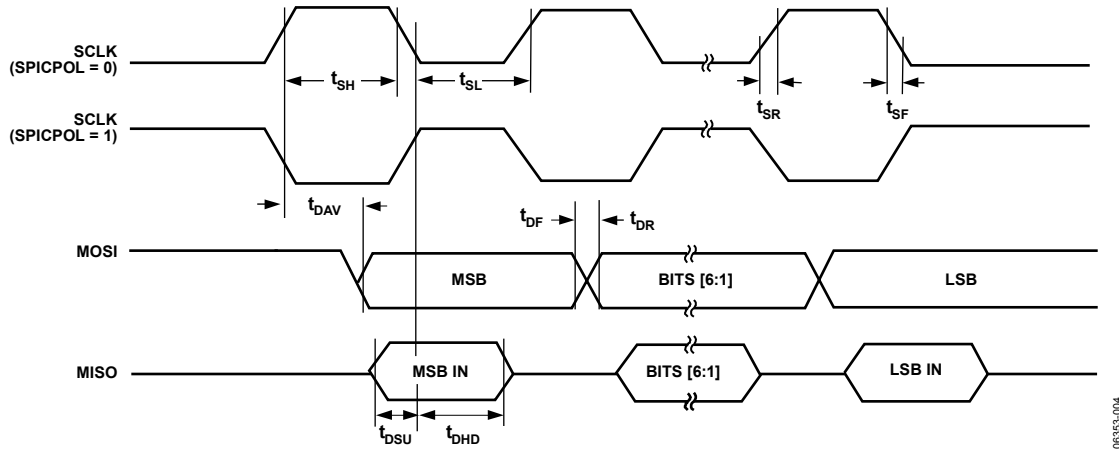 SCLK
(SPICPOL = 0)
tSH
tSL
tSR
tSF
SCLK
(SPICPOL = 1)
tDAV
tDF
tDR
MOSI
MSB
BITS [6:1]
LSB
MISO
MSB IN
BITS [6:1]
LSB IN
tDSU
tDHD
06353-004